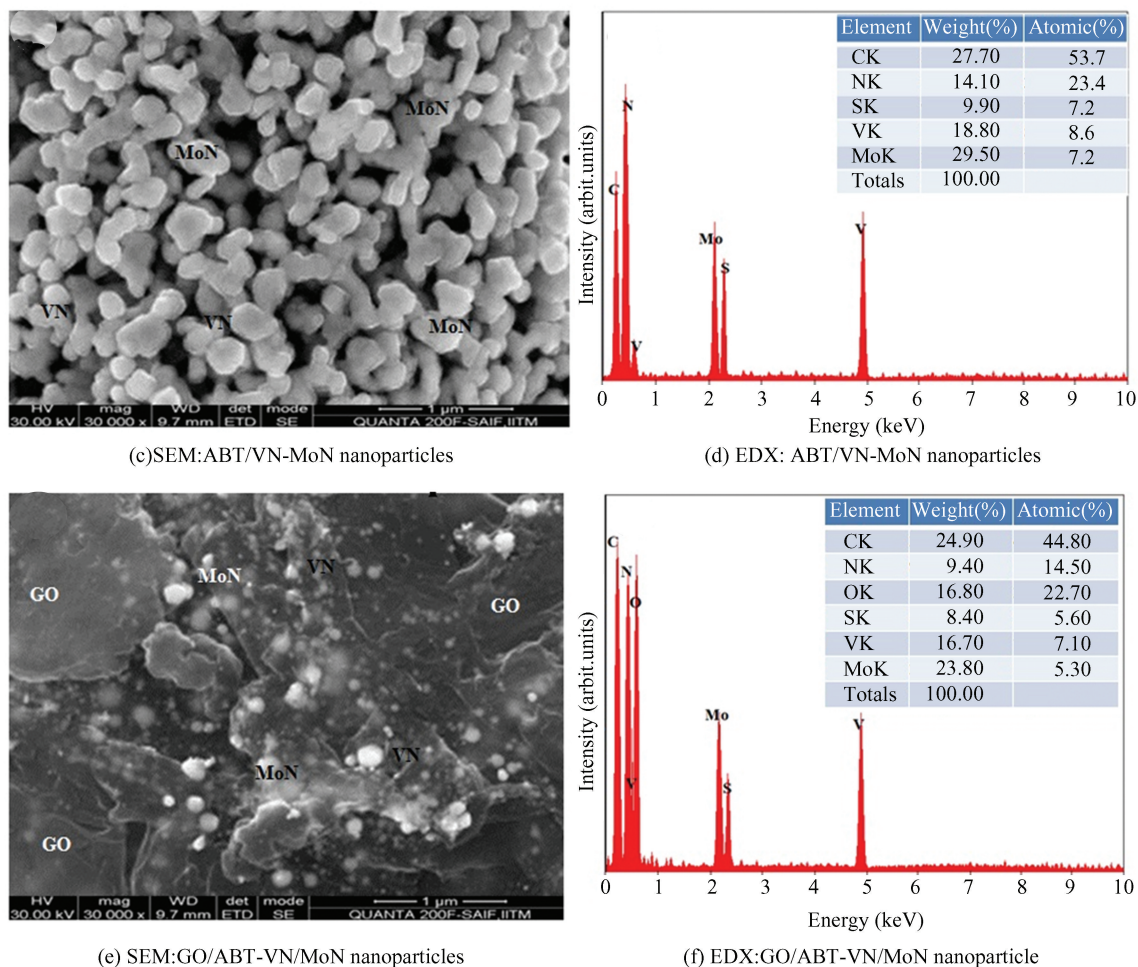 MoN
MoN
VN
VN
MoN
HV mag WD det mode 1 µm
30.00 kV 30 000 x 9.7 mm ETD SE QUANTA 200F-SAIF,IITM
(c)SEM:ABT/VN-MoN nanoparticles
Element Weight(%) Atomic(%)
CK 27.70 53.7
NK 14.10 23.4
SK 9.90 7.2
VK 18.80 8.6
MoK 29.50 7.2
Totals 100.00
Intensity (arbit.units)
N
C
Mo
S
V
V
0 1 2 3 4 5 6 7 8 9 10
Energy (keV)
(d) EDX: ABT/VN-MoN nanoparticles
MoN
VN
GO
GO
VN
MoN
GO
HV mag WD det mode 1 µm
30.00 kV 30 000 x 9.7 mm ETD SE QUANTA 200F-SAIF,IITM
(e) SEM:GO/ABT-VN/MoN nanoparticles
Element Weight(%) Atomic(%)
CK 24.90 44.80
NK 9.40 14.50
OK 16.80 22.70
SK 8.40 5.60
VK 16.70 7.10
MoK 23.80 5.30
Totals 100.00
Intensity (arbit.units)
C
N
O
V
Mo
S
V
0 1 2 3 4 5 6 7 8 9 10
Energy (keV)
(f) EDX:GO/ABT-VN/MoN nanoparticle